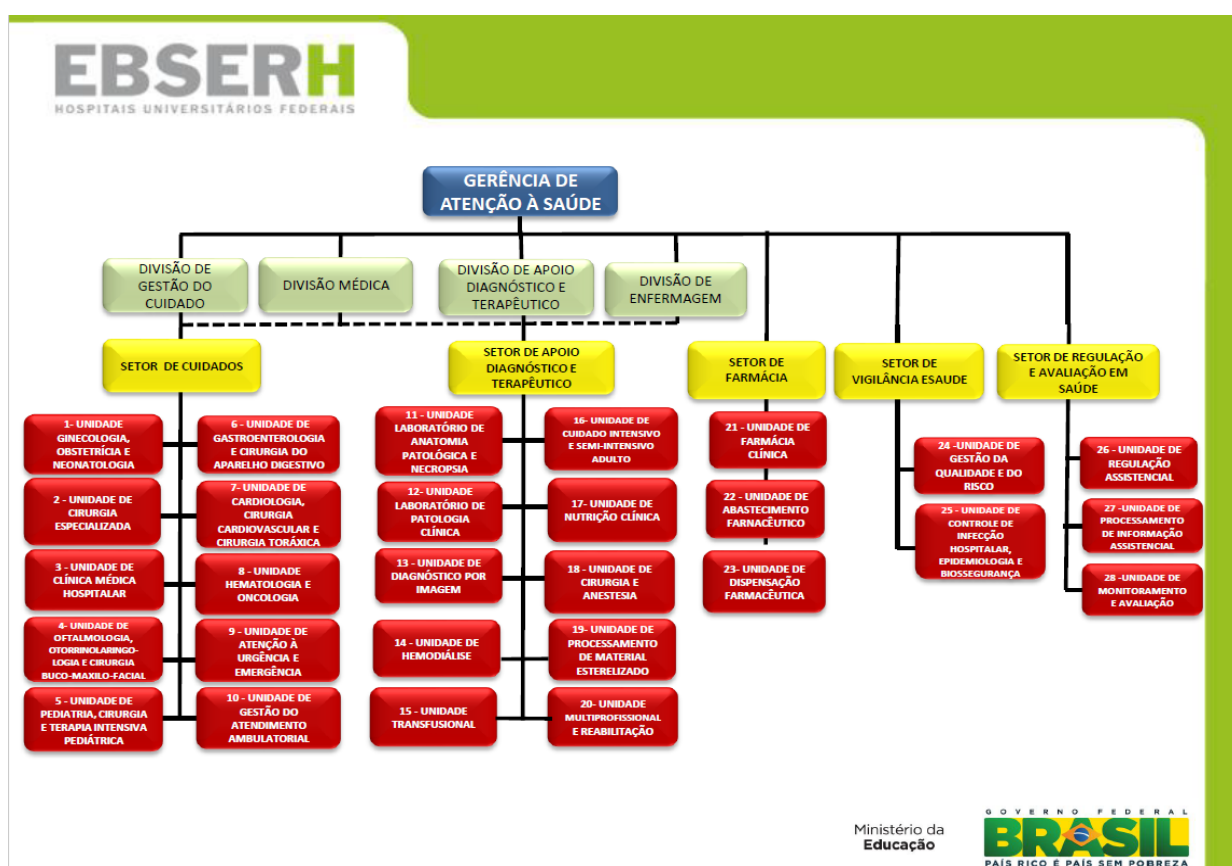 EBSERH
HOSPITAIS UNIVERSITÁRIOS FEDERAIS
GERÊNCIA DE
ATENÇÃO À SAÚDE
DIVISÃO DE
GESTÃO DO
CUIDADO
DIVISÃO MÉDICA
DIVISÃO DE APOIO
DIAGNÓSTICO E
TERAPÊUTICO
DIVISÃO DE
ENFERMAGEM
SETOR DE CUIDADOS
SETOR DE APOIO
DIAGNÓSTICO E
TERAPÊUTICO
SETOR DE
FARMÁCIA
SETOR DE
VIGILÂNCIA ESAUDE
SETOR DE REGULAÇÃO
E AVALIAÇÃO EM
SAÚDE
1- UNIDADE
GINECOLOGIA,
OBSTETRÍCIA E
NEONATOLOGIA
2 - UNIDADE DE
CIRURGIA
ESPECIALIZADA
3 - UNIDADE DE
CLÍNICA MÉDICA
HOSPITALAR
4- UNIDADE DE
OFTALMOLOGIA,
OTORRINOLARINGO-
LOGIA E CIRURGIA
BUCO-MAXILO-FACIAL
5 - UNIDADE DE
PEDIATRIA, CIRURGIA
E TERAPIA INTENSIVA
PEDIÁTRICA
6 - UNIDADE DE
GASTROENTEROLOGIA
E CIRURGIA DO
APARELHO DIGESTIVO
7- UNIDADE DE
CARDIOLOGIA,
CIRURGIA
CARDIOVASCULAR E
CIRURGIA TORÁXICA
8 - UNIDADE
HEMATOLOGIA E
ONCOLOGIA
9 - UNIDADE DE
ATENÇÃO À
URGÊNCIA E
EMERGÊNCIA
10 - UNIDADE DE
GESTÃO DO
ATENDIMENTO
AMBULATORIAL
11 - UNIDADE
LABORATÓRIO DE
ANATOMIA
PATOLÓGICA E
NECROPSIA
12- UNIDADE
LABORATÓRIO DE
PATOLOGIA
CLÍNICA
13 - UNIDADE DE
DIAGNÓSTICO POR
IMAGEM
14 - UNIDADE DE
HEMODIÁLISE
15 - UNIDADE
TRANSFUSIONAL
16- UNIDADE DE
CUIDADO INTENSIVO
E SEMI-INTENSIVO
ADULTO
17 - UNIDADE DE
NUTRIÇÃO CLÍNICA
18 - UNIDADE DE
CIRURGIA E
ANESTESIA
19- UNIDADE DE
PROCESSAMENTO
DE MATERIAL
ESTERELIZADO
20- UNIDADE
MULTIPROFISSIONAL
E REABILITAÇÃO
21 - UNIDADE DE
FARMÁCIA
CLÍNICA
22 - UNIDADE DE
ABASTECIMENTO
FARNACÊUTICO
23- UNIDADE DE
DISPENSAÇÃO
FARMACÊUTICA
24 -UNIDADE DE
GESTÃO DA
QUALIDADE E DO
RISCO
25 - UNIDADE DE
CONTROLE DE
INFECÇÃO
HOSPITALAR,
EPIDEMIOLOGIA E
BIOSSEGURANÇA
26 - UNIDADE DE
REGULAÇÃO
ASSISTENCIAL
27 -UNIDADE DE
PROCESSAMENTO
DE INFORMAÇÃO
ASSISTENCIAL
28 -UNIDADE DE
MONITORAMENTO
E AVALIAÇÃO
Ministério da
Educação
GOVERNO FEDERAL
BRASIL
PAÍS RICO É PAÍS SEM POBREZA